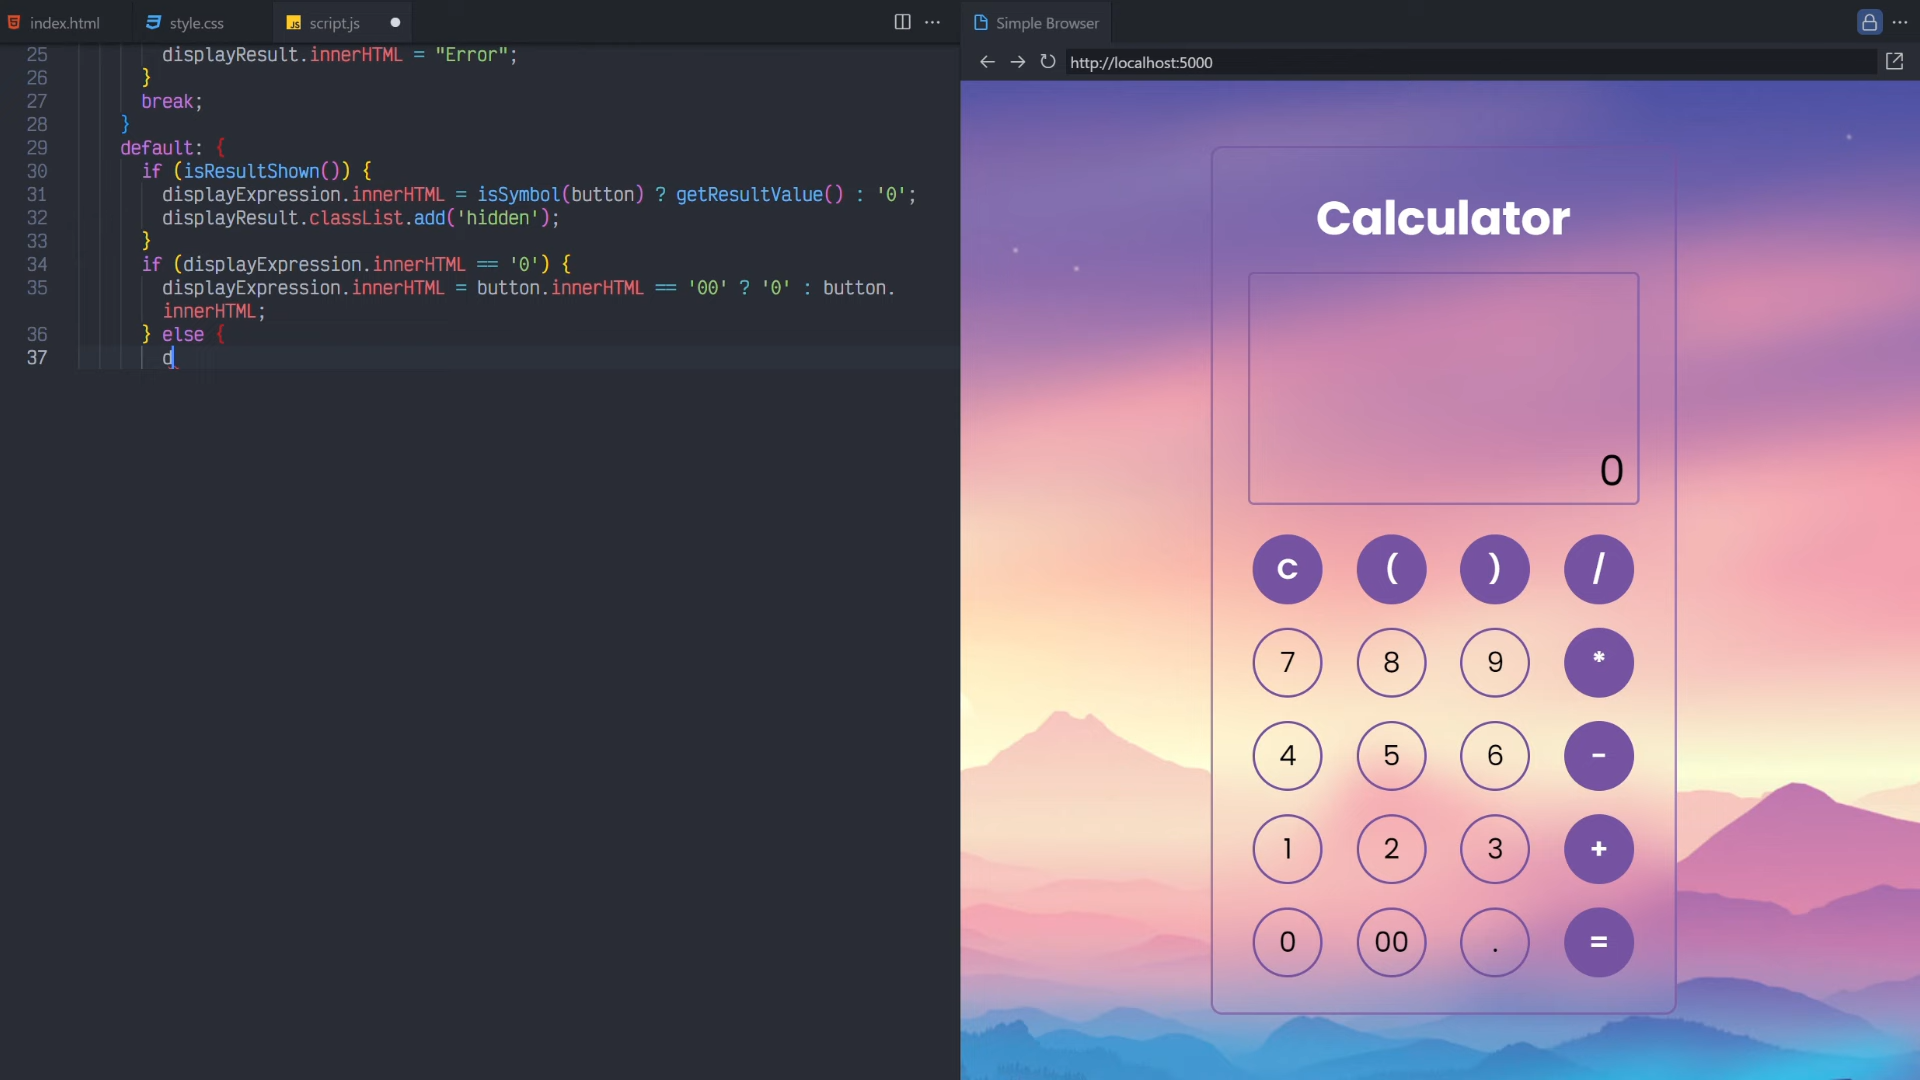 index.html
style.css
script.js
25 displayResult.innerHTML = "Error";
26 }
27 break;
28 }
29 default: {
30 if (isResultShown()) {
31 displayExpression.innerHTML = isSymbol(button) ? getResultValue() : '0';
32 displayResult.classList.add('hidden');
33 }
34 if (displayExpression.innerHTML == '0') {
35 displayExpression.innerHTML = button.innerHTML == '00' ? '0' : button.
innerHTML;
36 } else {
37 d
Simple Browser
http://localhost:5000
Calculator
0
C ( ) /
7 8 9 *
4 5 6 -
1 2 3 +
0 00 . =